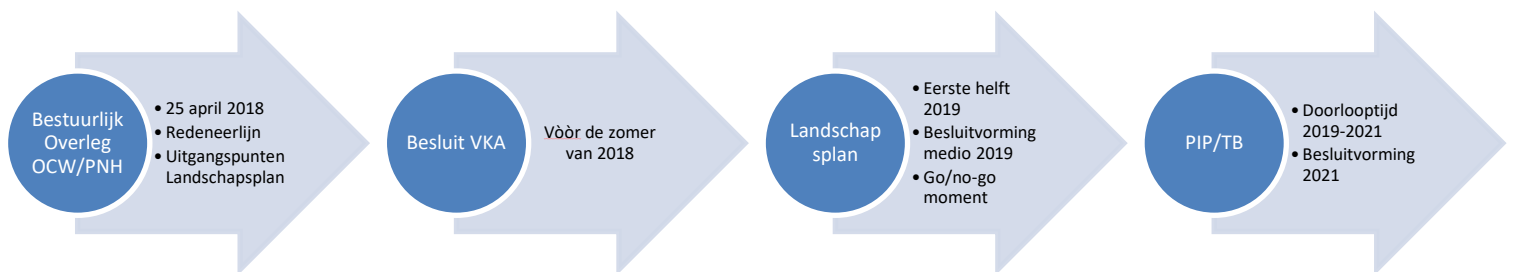 Bestuurlijk
Overleg
OCW/PNH
• 25 april 2018
• Redeneerlijn
• Uitgangspunten
Landschapsplan
Besluit VKA
Vòòr de zomer
van 2018
Landschap
splan
• Eerste helft
2019
• Besluitvorming
medio 2019
• Go/no-go
moment
PIP/TB
• Doorlooptijd
2019-2021
• Besluitvorming
2021